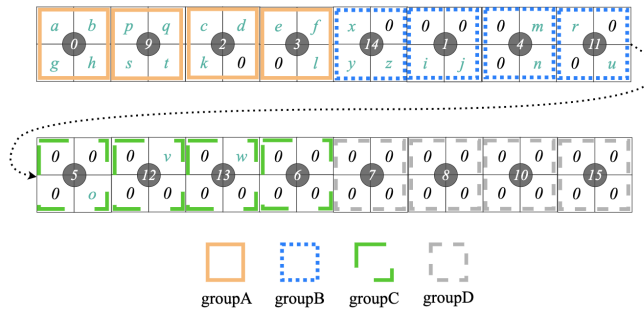 a b p q c d e f x 0 0 0 0 m r 0
0 9 2 3 14 1 4 11
g h s t k 0 0 l y z i j 0 n 0 u
0 0 0 v 0 w 0 0 0 0 0 0 0 0 0 0
5 12 13 6 7 8 10 15
0 o 0 0 0 0 0 0 0 0 0 0 0 0 0 0
groupA groupB groupC groupD